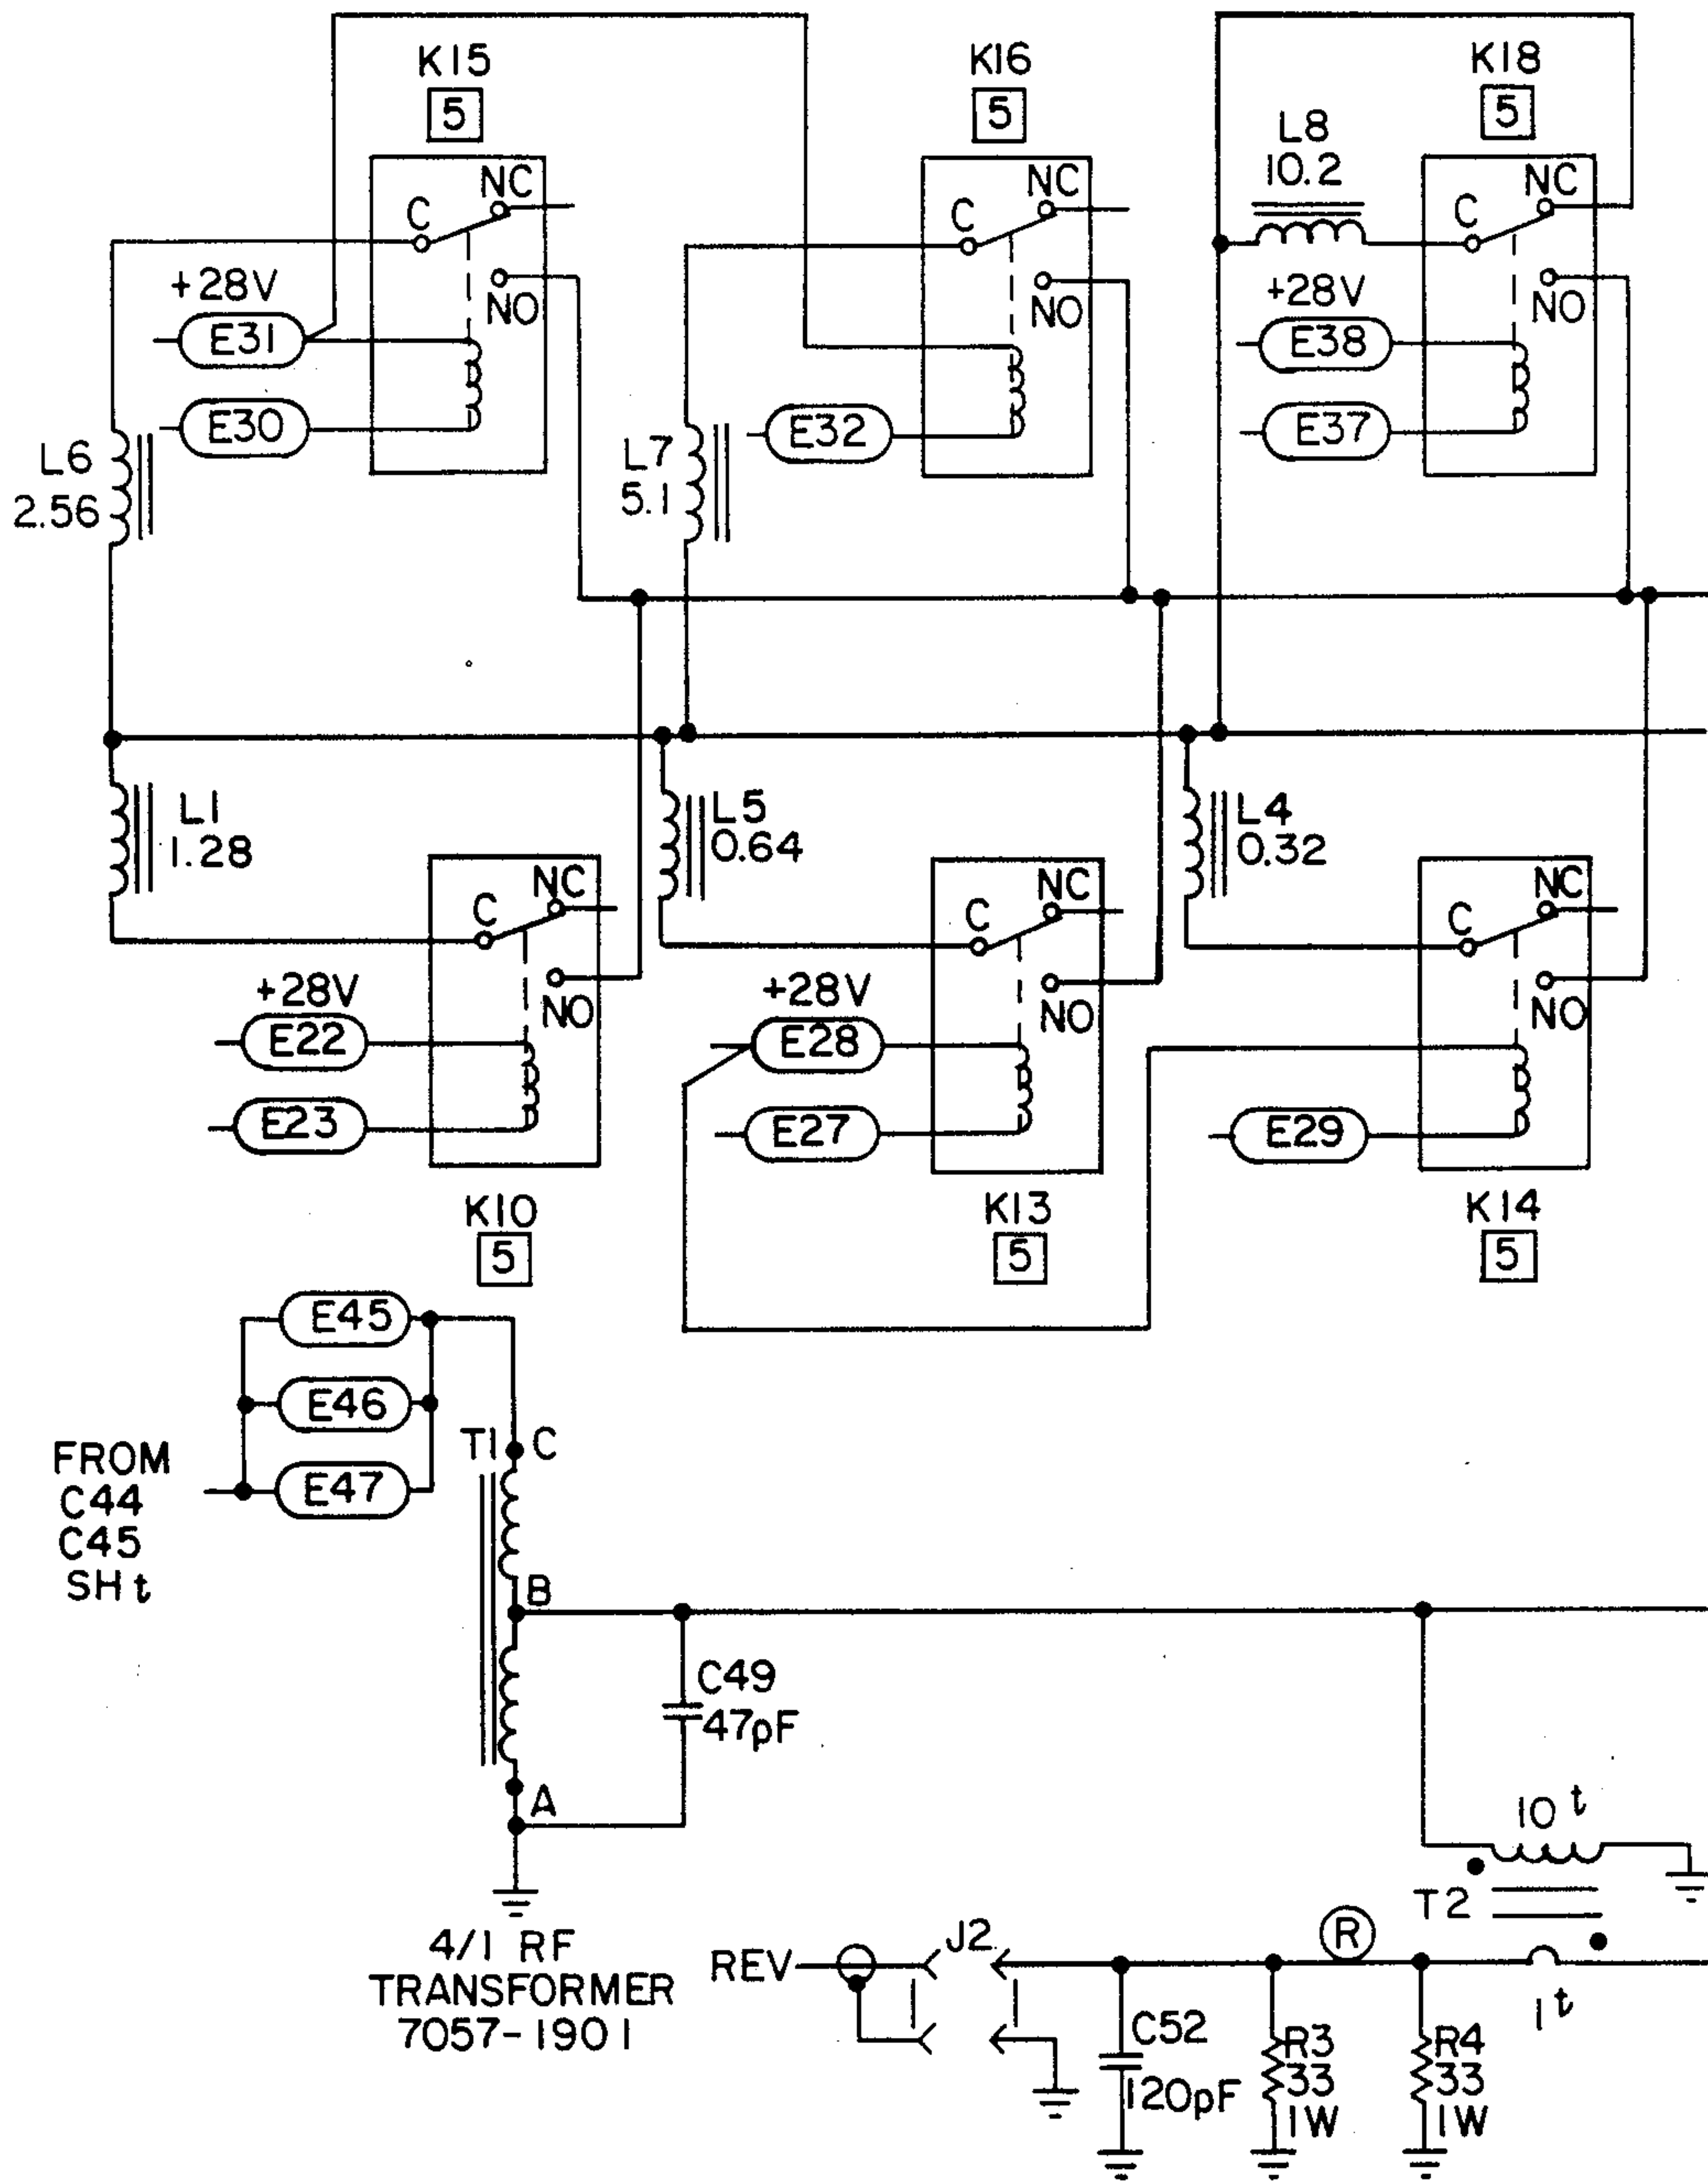 K15
5
K16
5
K18
5
L8
10.2
C
NC
NO
C
NC
NO
C
NC
NO
+28V
E31
E30
E32
+28V
E38
E37
L6
2.56
L7
5.1
L1
1.28
L5
0.64
L4
0.32
C
NC
NO
C
NC
NO
C
NC
NO
+28V
E22
E23
+28V
E28
E27
E29
K10
5
K13
5
K14
5
E45
E46
E47
FROM
C44
C45
SHt
T1
C
B
A
C49
47pF
4/1 RF
TRANSFORMER
7057-1901
10t
T2
1t
REV
J2
R
C52
120pF
R3
33
1W
R4
33
1W